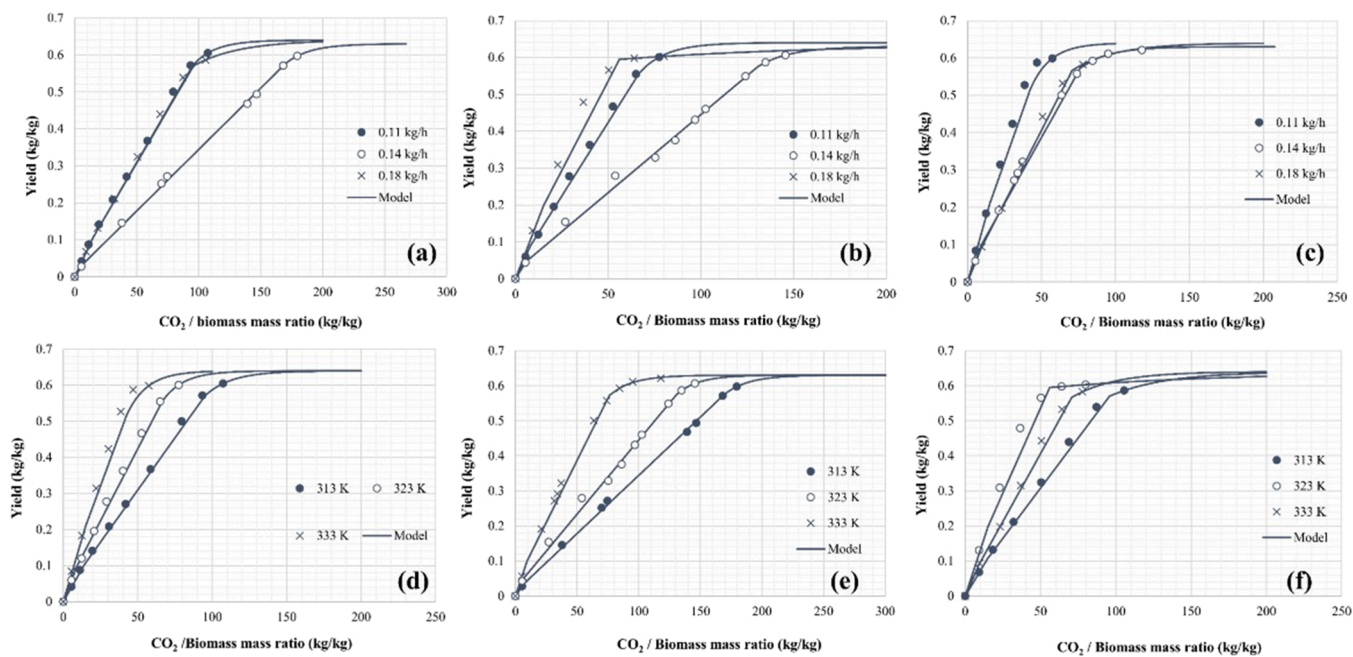 0.7
0.6
0.5
0.4
0.3
0.2
0.1
0
Yield (kg/kg)
0.11 kg/h
0.14 kg/h
0.18 kg/h
Model
(a)
0 50 100 150 200 250 300
CO2 / biomass mass ratio (kg/kg)
0.7
0.6
0.5
0.4
0.3
0.2
0.1
0
Yield (kg/kg)
0.11 kg/h
0.14 kg/h
0.18 kg/h
Model
(b)
0 50 100 150 200
CO2 / Biomass mass ratio (kg/kg)
0.7
0.6
0.5
0.4
0.3
0.2
0.1
0
Yield (kg/kg)
0.11 kg/h
0.14 kg/h
0.18 kg/h
Model
(c)
0 50 100 150 200 250
CO2 / Biomass mass ratio (kg/kg)
0.7
0.6
0.5
0.4
0.3
0.2
0.1
0
Yield (kg/kg)
313 K 323 K
333 K Model
(d)
0 50 100 150 200 250
CO2 /Biomass mass ratio (kg/kg)
0.7
0.6
0.5
0.4
0.3
0.2
0.1
0
Yield (kg/kg)
313 K
323 K
333 K
Model
(e)
0 50 100 150 200 250 300
CO2 / Biomass mass ratio (kg/kg)
0.7
0.6
0.5
0.4
0.3
0.2
0.1
0
Yield (kg/kg)
313 K
323 K
333 K
Model
(f)
0 50 100 150 200 250
CO2 / Biomass mass ratio (kg/kg)